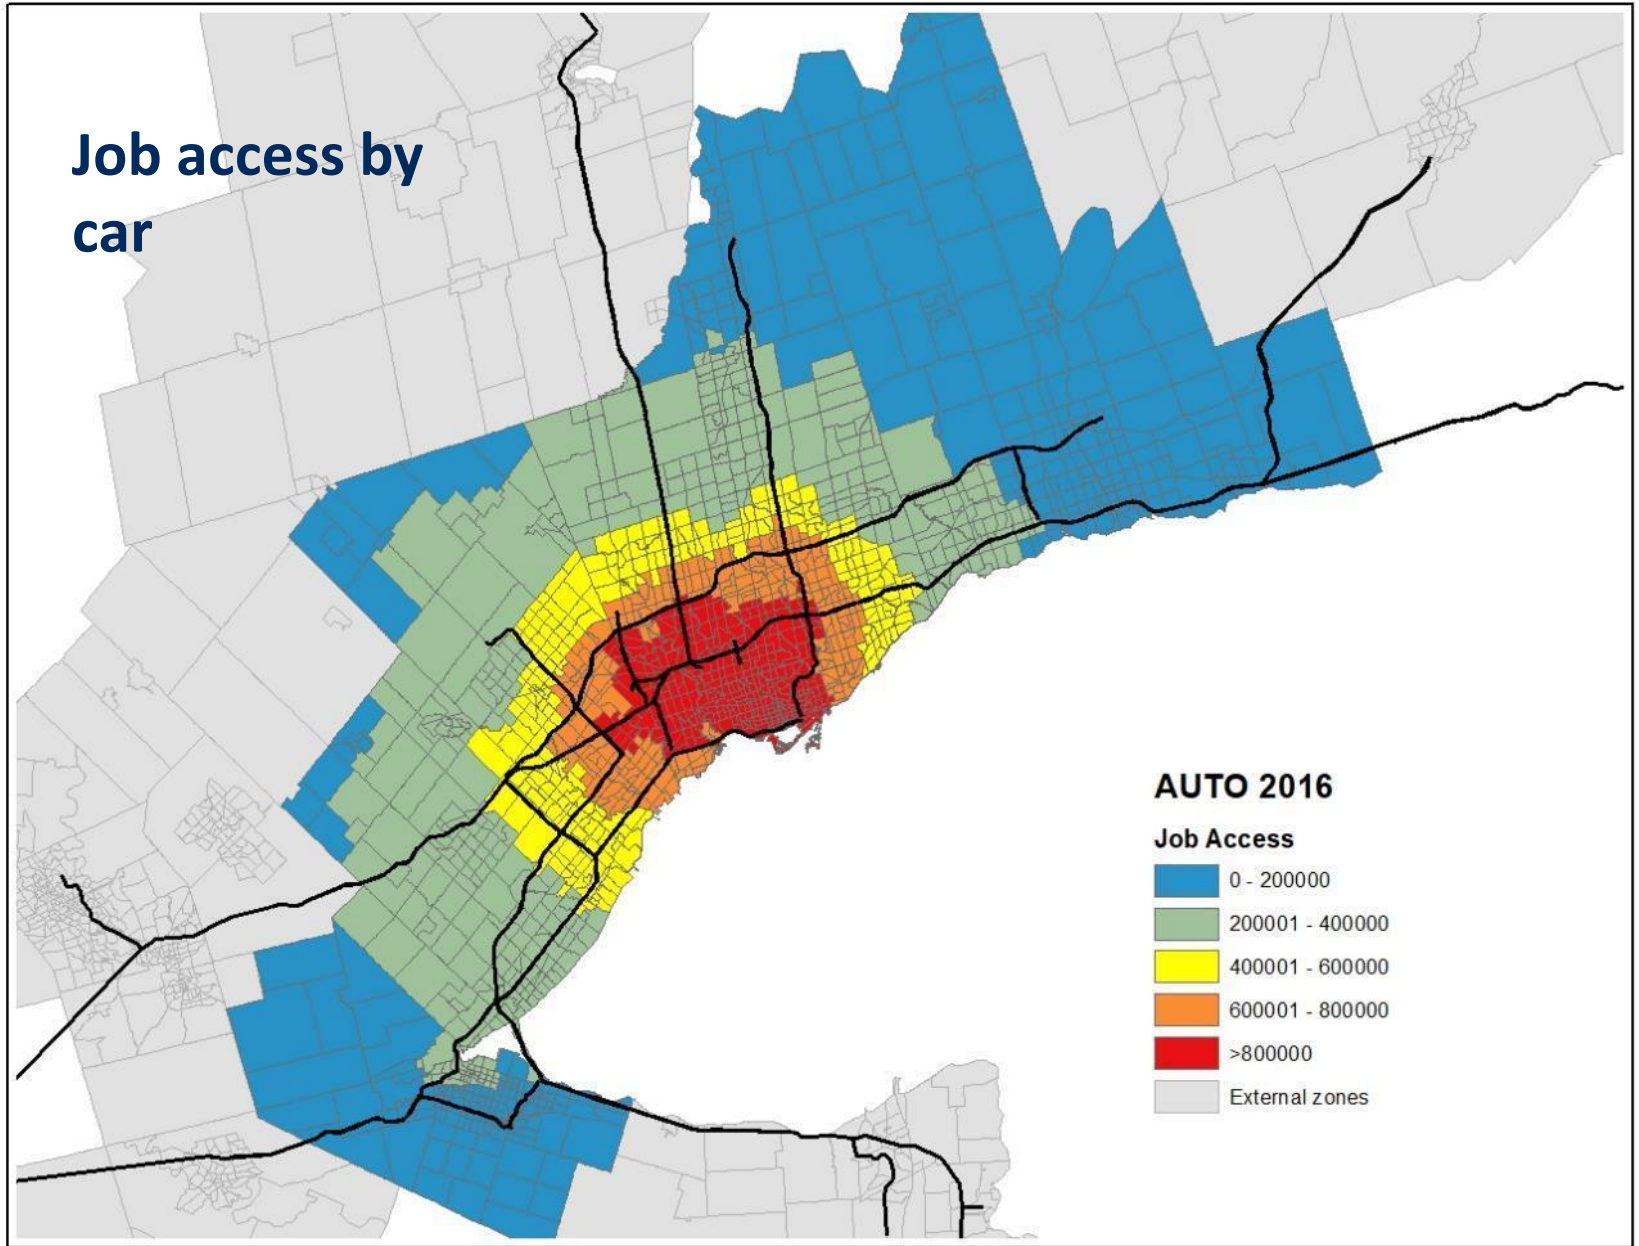 Job access by
car
AUTO 2016
Job Access
0 - 200000
200001 - 400000
400001 - 600000
600001 - 800000
>800000
External zones